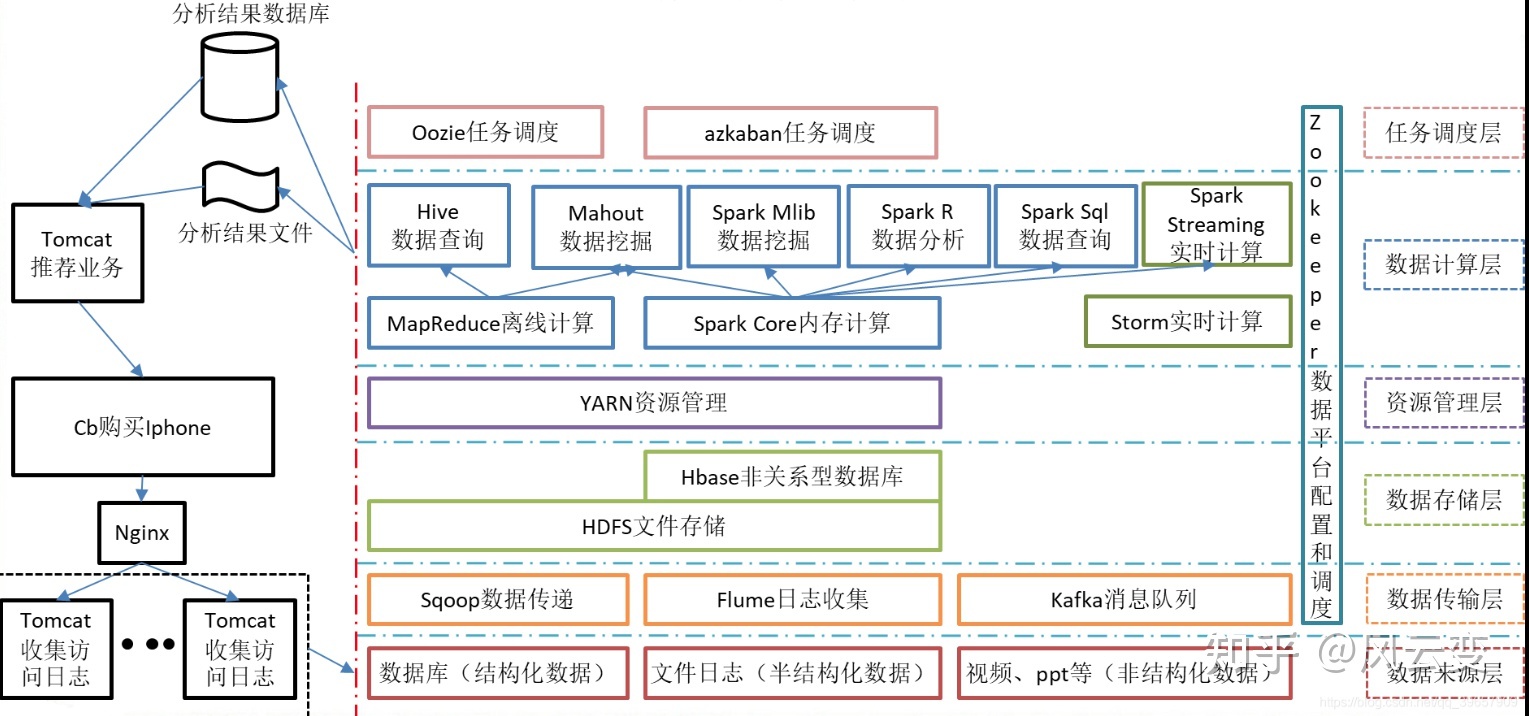 分析结果数据库
分析结果文件
Tomcat
推荐业务
Cb购买Iphone
Nginx
Tomcat
收集访
问日志
Tomcat
收集访
问日志
Oozie任务调度
azkaban任务调度
Hive
数据查询
Mahout
数据挖掘
Spark Mlib
数据挖掘
Spark R
数据分析
Spark Sql
数据查询
Spark
Streaming
实时计算
MapReduce离线计算
Spark Core内存计算
Storm实时计算
YARN资源管理
Hbase非关系型数据库
HDFS文件存储
Sqoop数据传递
Flume日志收集
Kafka消息队列
数据库（结构化数据）
文件日志（半结构化数据）
视频、ppt等（非结构化数据）
Zookeeper数据平台配置和调度
任务调度层
数据计算层
资源管理层
数据存储层
数据传输层
数据来源层
知乎 @风云变